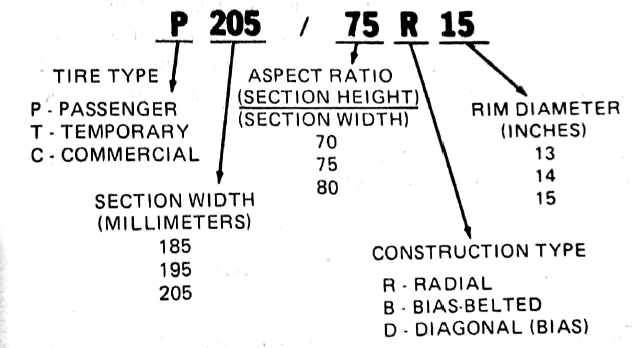 P 205 / 75 R 15
TIRE TYPE
P - PASSENGER
T - TEMPORARY
C - COMMERCIAL
SECTION WIDTH
(MILLIMETERS)
185
195
205
ASPECT RATIO
(SECTION HEIGHT)
(SECTION WIDTH)
70
75
80
CONSTRUCTION TYPE
R - RADIAL
B - BIAS-BELTED
D - DIAGONAL (BIAS)
RIM DIAMETER
(INCHES)
13
14
15